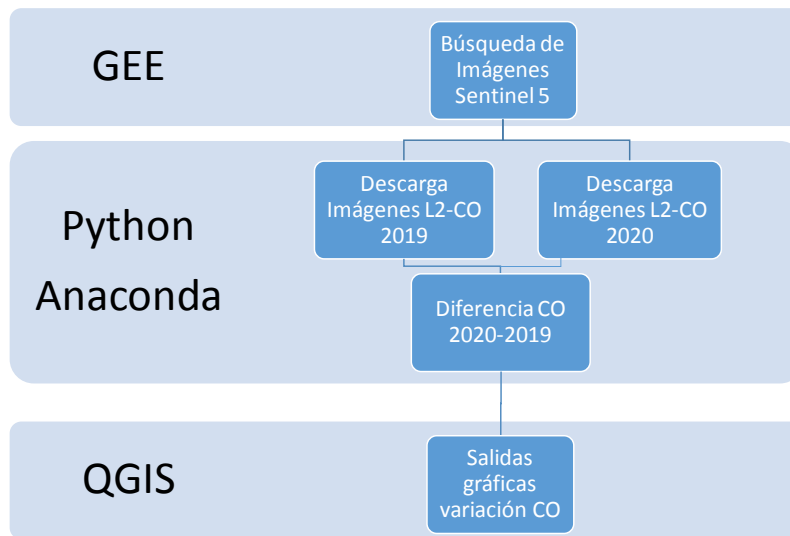 GEE
Búsqueda de
Imágenes
Sentinel 5
Python
Anaconda
Descarga
Imágenes L2-CO
2019
Descarga
Imágenes L2-CO
2020
Diferencia CO
2020-2019
QGIS
Salidas
gráficas
variación CO